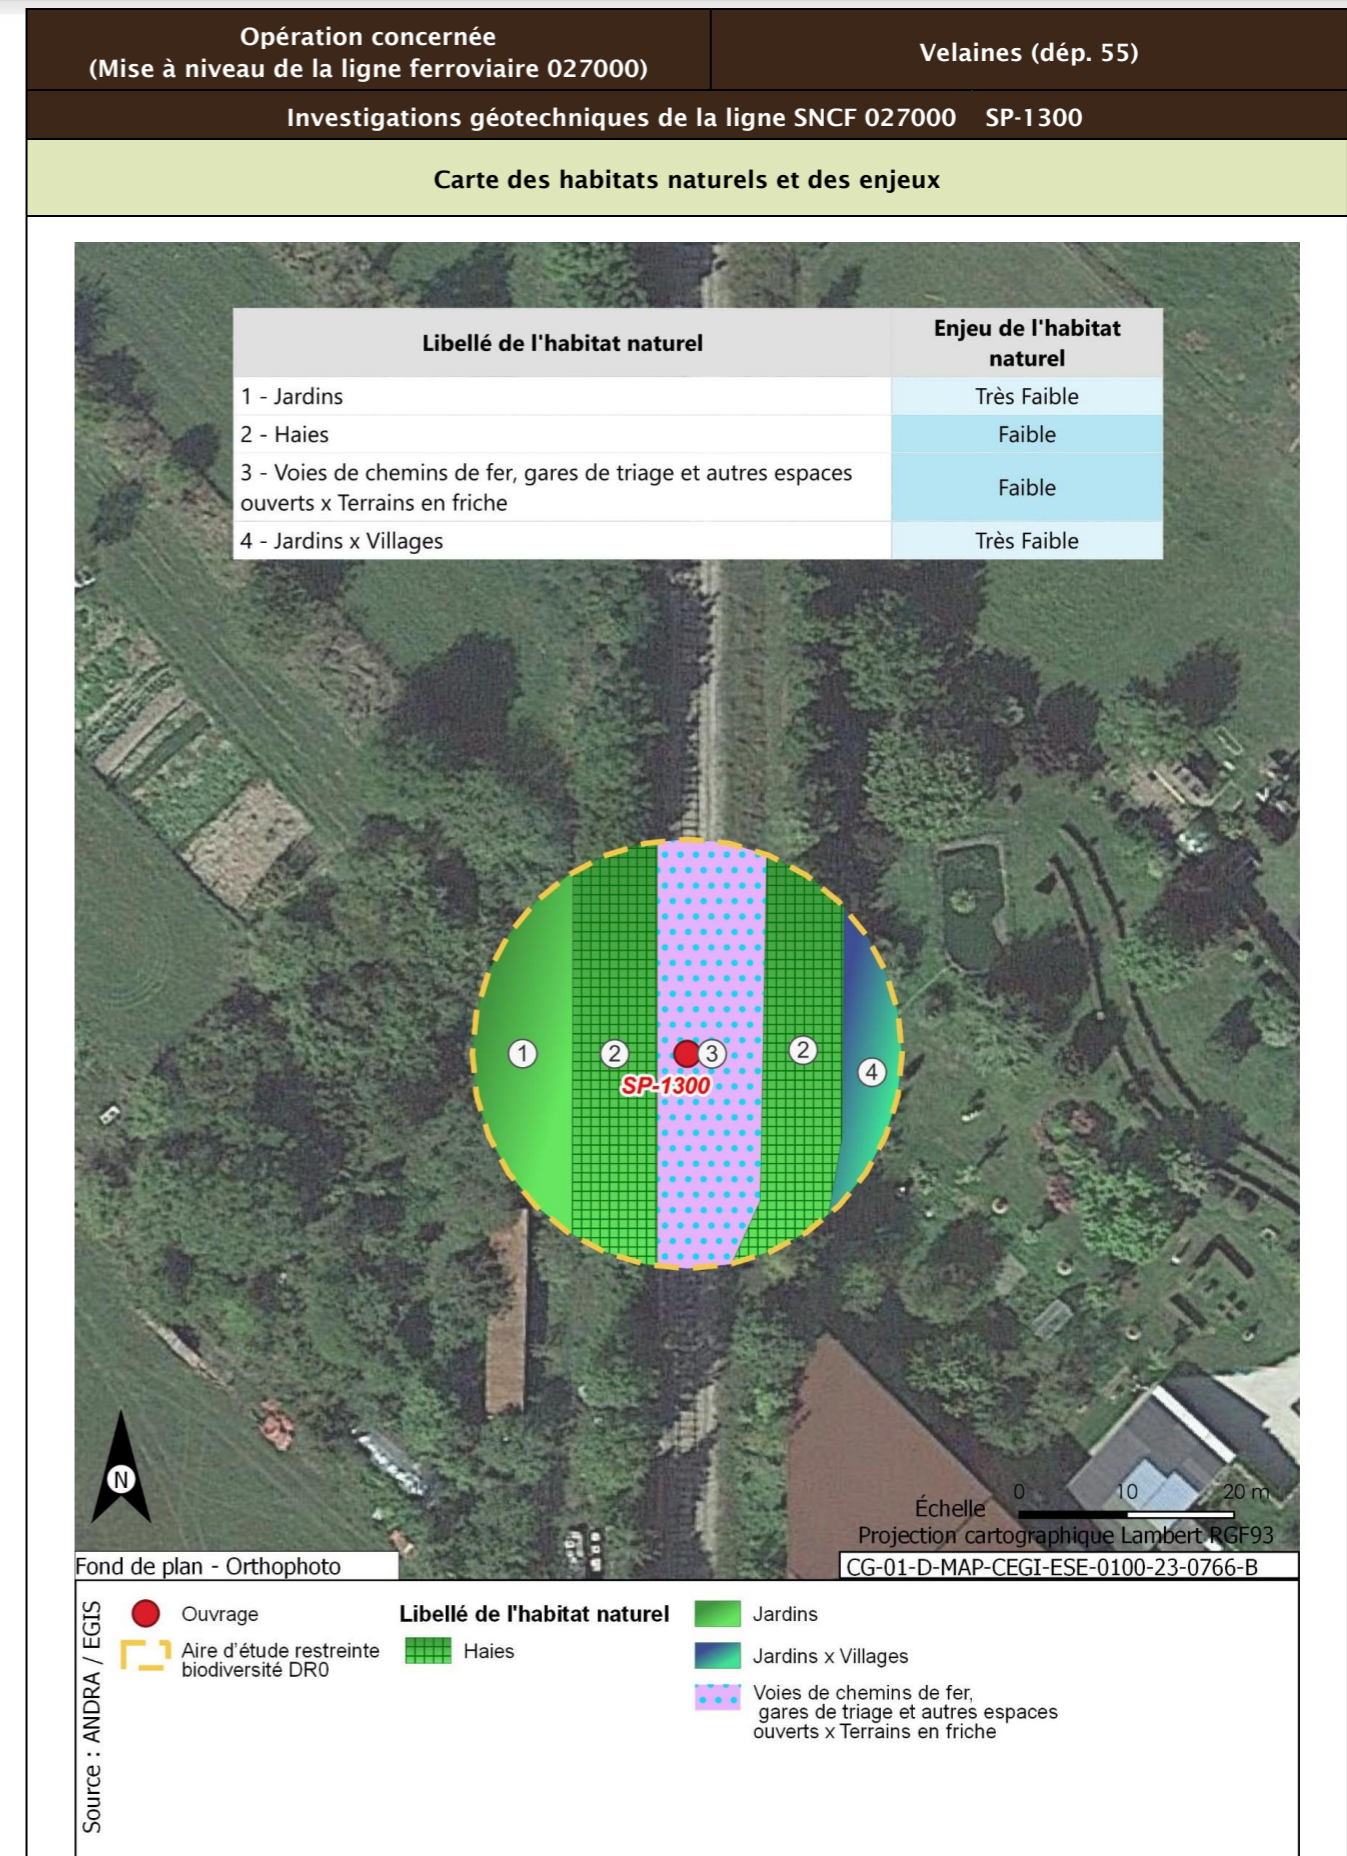 Opération concernée
(Mise à niveau de la ligne ferroviaire 027000)
Velaines (dép. 55)
Investigations géotechniques de la ligne SNCF 027000 SP-1300
Carte des habitats naturels et des enjeux
Libellé de l'habitat naturel
Enjeu de l'habitat
naturel
1 - Jardins
Très Faible
2 - Haies
Faible
3 - Voies de chemins de fer, gares de triage et autres espaces
ouverts x Terrains en friche
Faible
4 - Jardins x Villages
Très Faible
1
2
3
2
4
SP-1300
N
Échelle
0 10 20 m
Projection cartographique Lambert RGF93
Fond de plan - Orthophoto
CG-01-D-MAP-CEGI-ESE-0100-23-0766-B
Source : ANDRA / EGIS
Ouvrage
Aire d'étude restreinte
biodiversité DR0
Libellé de l'habitat naturel
Haies
Jardins
Jardins x Villages
Voies de chemins de fer,
gares de triage et autres espaces
ouverts x Terrains en friche